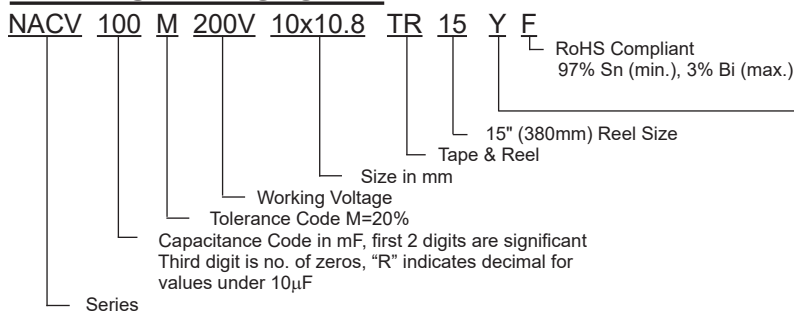 NACV 100 M 200V 10x10.8 TR 15 Y F
RoHS Compliant
97% Sn (min.), 3% Bi (max.)
15" (380mm) Reel Size
Tape & Reel
Size in mm
Working Voltage
Tolerance Code M=20%
Capacitance Code in mF, first 2 digits are significant
Third digit is no. of zeros, “R” indicates decimal for
values under 10μF
Series